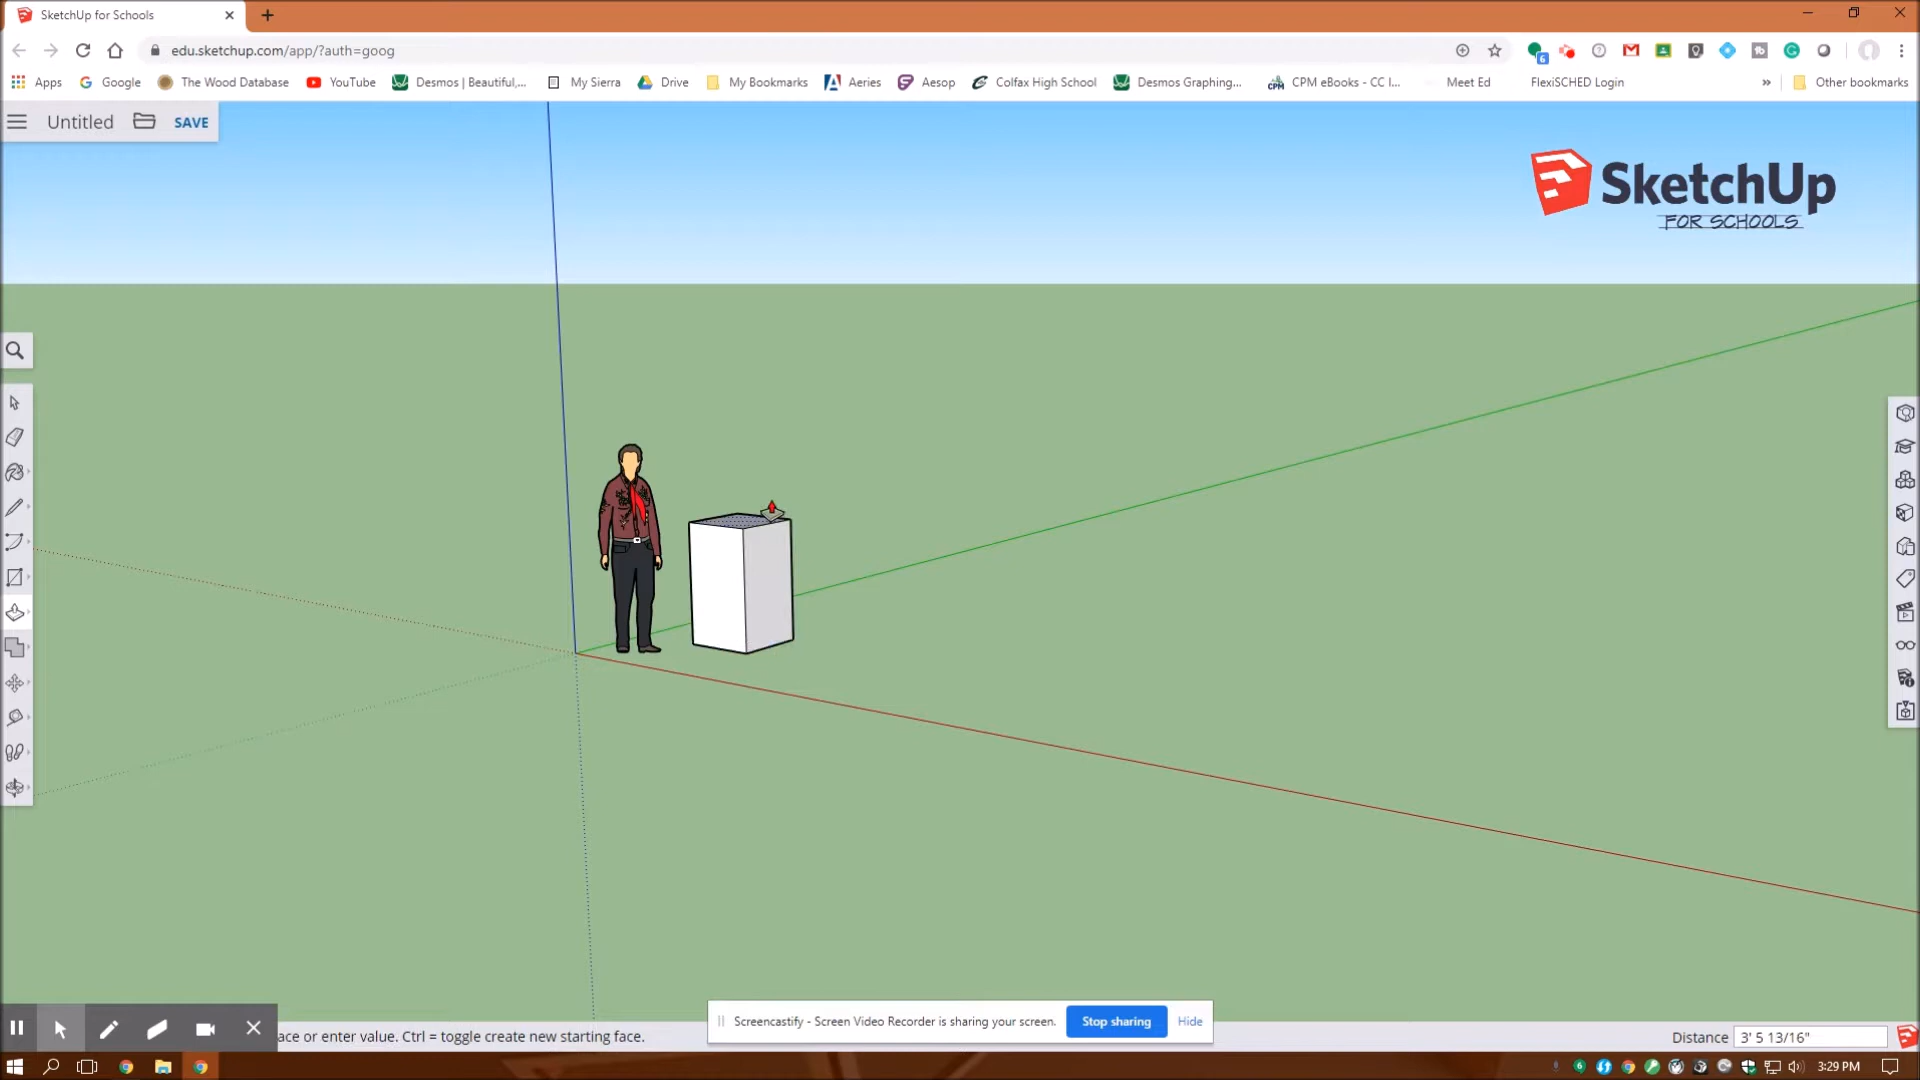 SketchUp for Schools
edu.sketchup.com/app/?auth=goog
6
Apps Google The Wood Database YouTube Desmos | Beautiful,... My Sierra Drive My Bookmarks Aeries Aesop Colfax High School Desmos Graphing... CPM eBooks - CC I... Meet Ed FlexiSCHED Login » Other bookmarks
Untitled SAVE
SketchUp
FOR SCHOOLS
Screencastify - Screen Video Recorder is sharing your screen. Stop sharing Hide
ace or enter value. Ctrl = toggle create new starting face.
Distance 3' 5 13/16"
3:29 PM